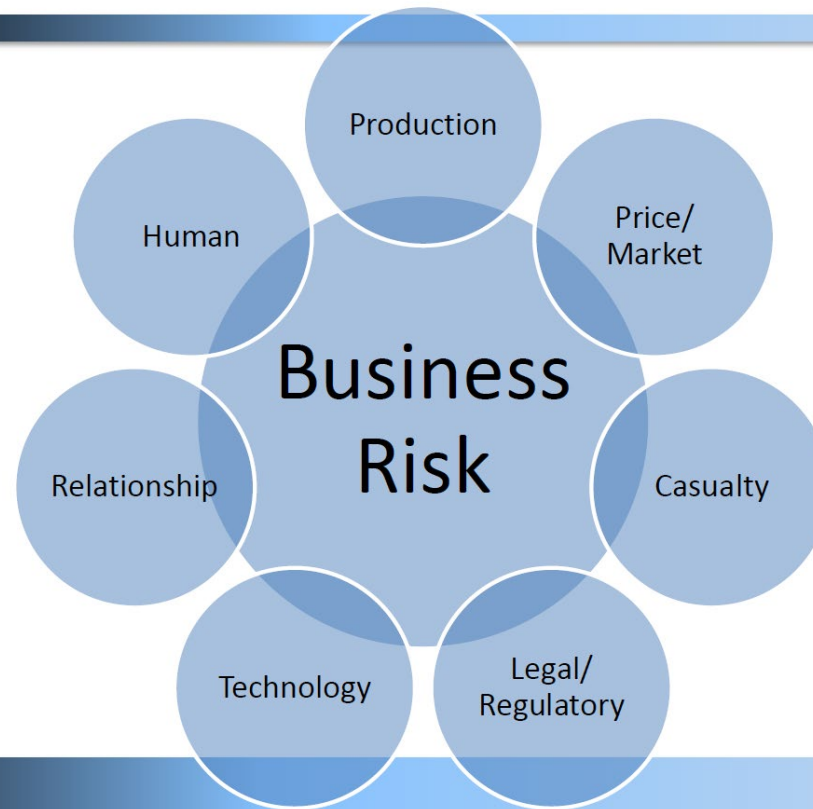 Production
Price/
Market
Human
Business
Risk
Relationship
Casualty
Technology
Legal/
Regulatory